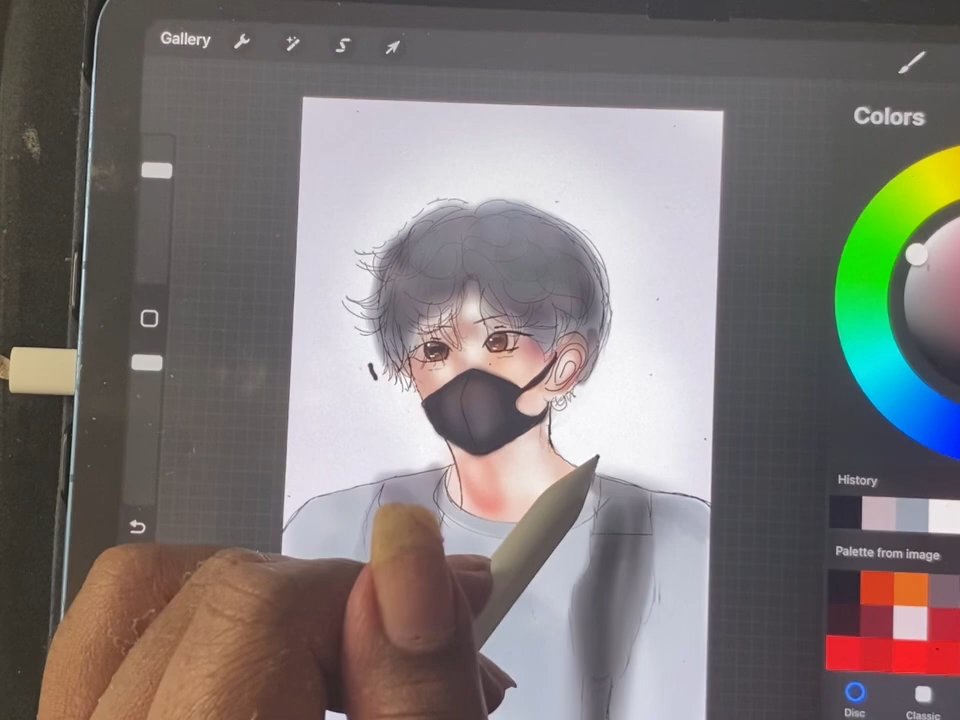 Gallery
Colors
History
Palette from image
Disc
Classic